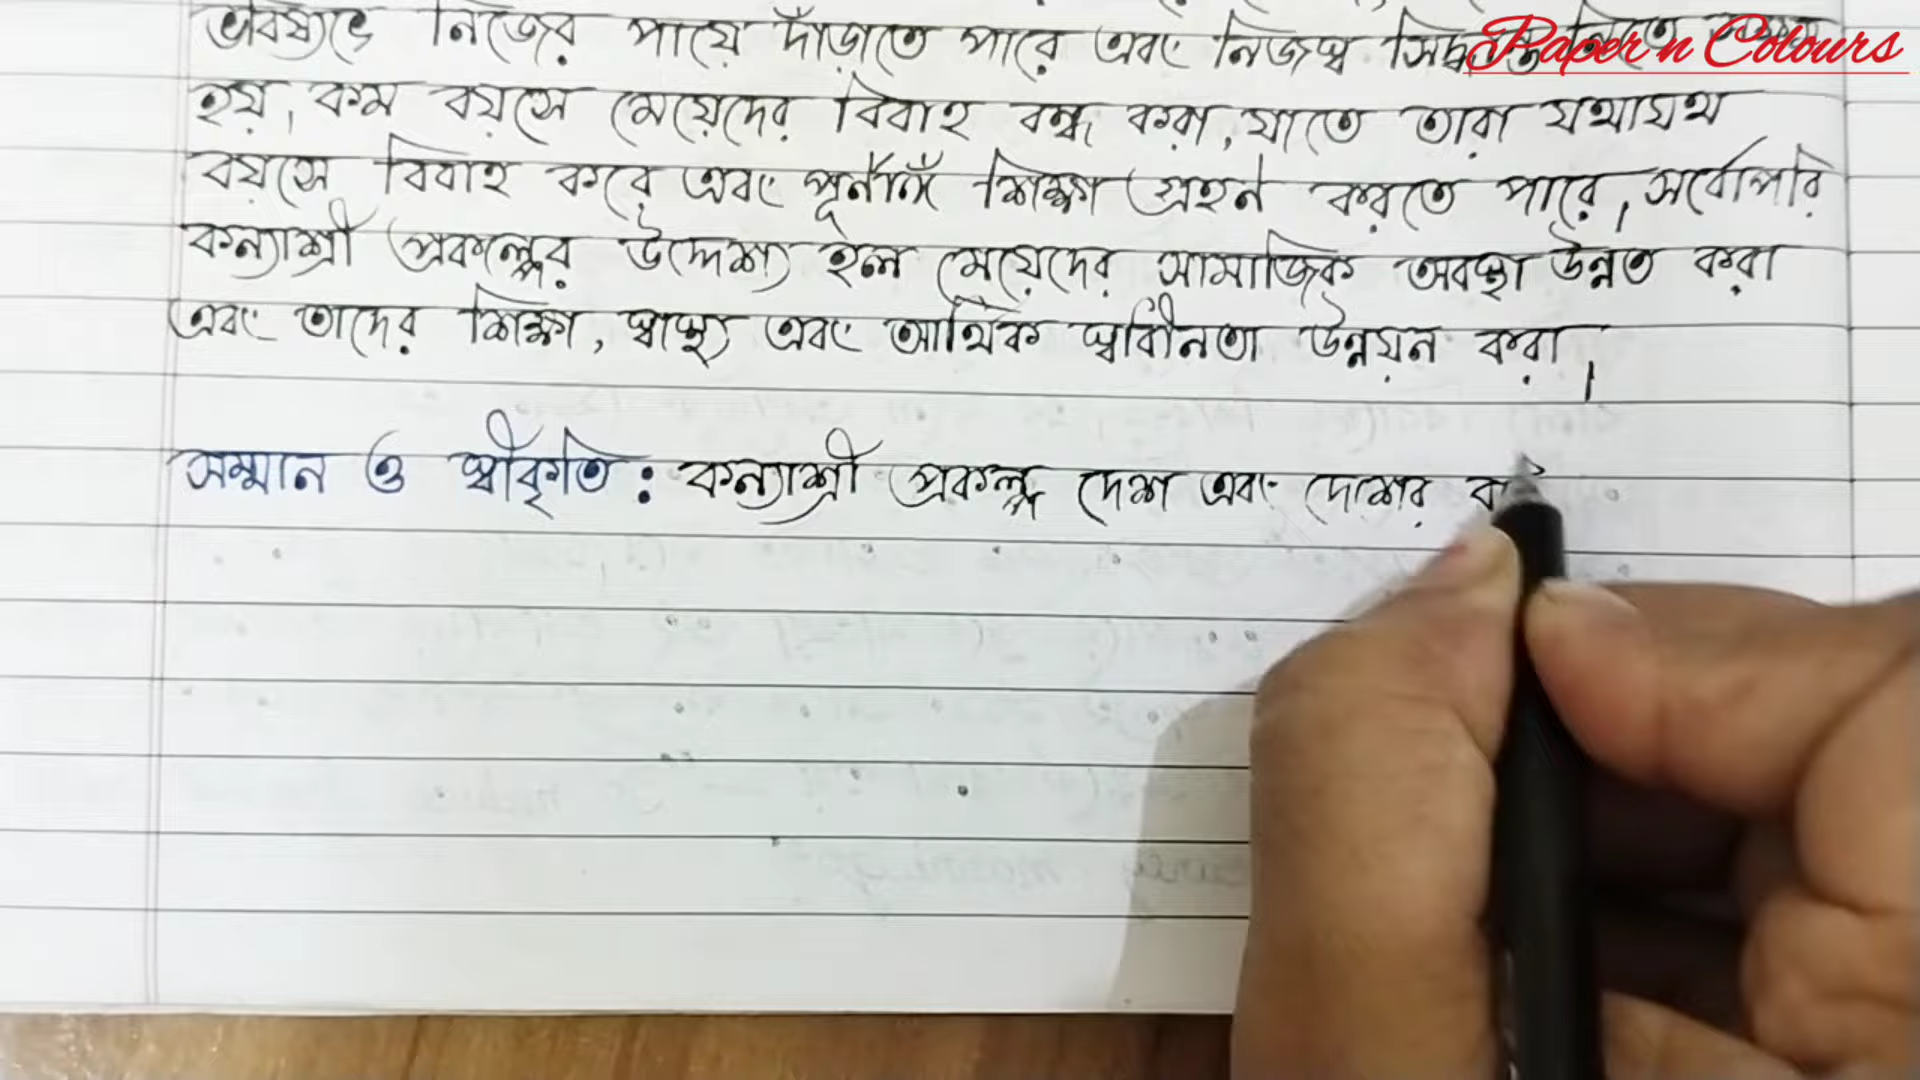 ভবিষ্যতে নিজের পায়ে দাঁড়াতে পারে এবং নিজস্ব
Paper n Colours
হয়, কম বয়সে মেয়েদের বিবাহ বন্ধ করা, যাতে তারা যথাযথ
বয়সে বিবাহ করে এবং পূর্নাঙ্গ শিক্ষা গ্রহন করতে পারে, সর্বোপরি
কন্যাশ্রী প্রকল্পের উদ্দেশ্য হল মেয়েদের সামাজিক অবস্থা উন্নত করা
এবং তাদের শিক্ষা, স্বাস্থ্য এবং আর্থিক স্বাধীনতা উন্নয়ন করা।
সম্মান ও স্বীকৃতি: কন্যাশ্রী প্রকল্প দেশ এবং দেশের